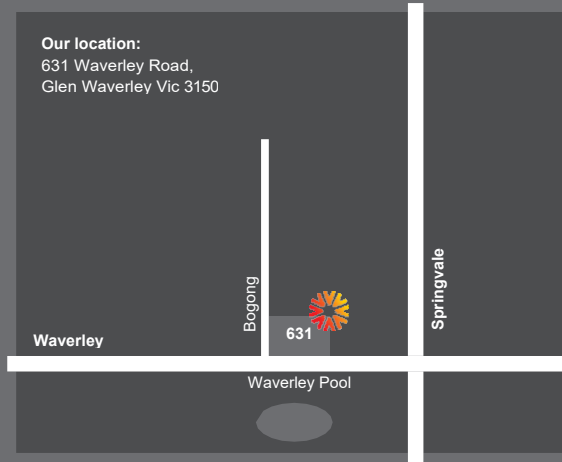 Our location:
631 Waverley Road,
Glen Waverley Vic 3150
Springvale
Bogong
631
Waverley
Waverley Pool